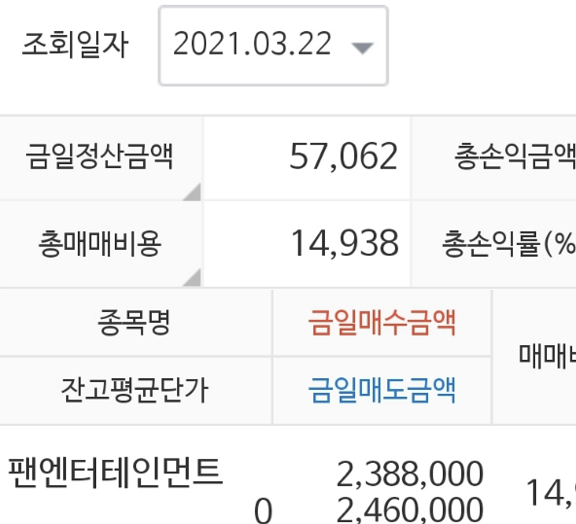 조회일자 2021.03.22
금일정산금액 57,062 총손익금액
총매매비용 14,938 총손익률(%
종목명 금일매수금액
매매
잔고평균단가 금일매도금액
팬엔터테인먼트 2,388,000
14,
0 2,460,000